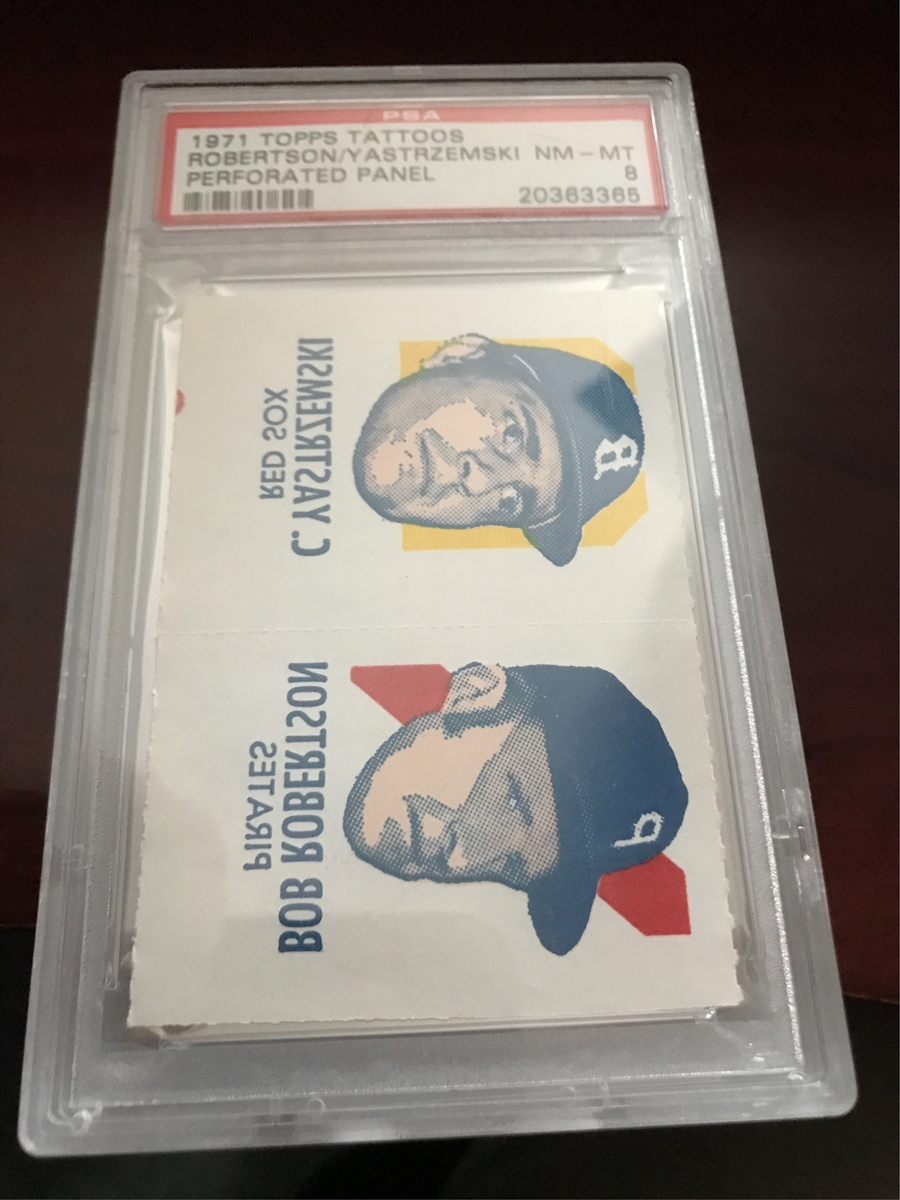 PSA
1971 TOPPS TATTOOS
ROBERTSON/YASTRZEMSKI NM - MT
PERFORATED PANEL 8
20363365
C. YASTRZEMSKI
RED SOX
B
BOB ROBERTSON
PIRATES
P